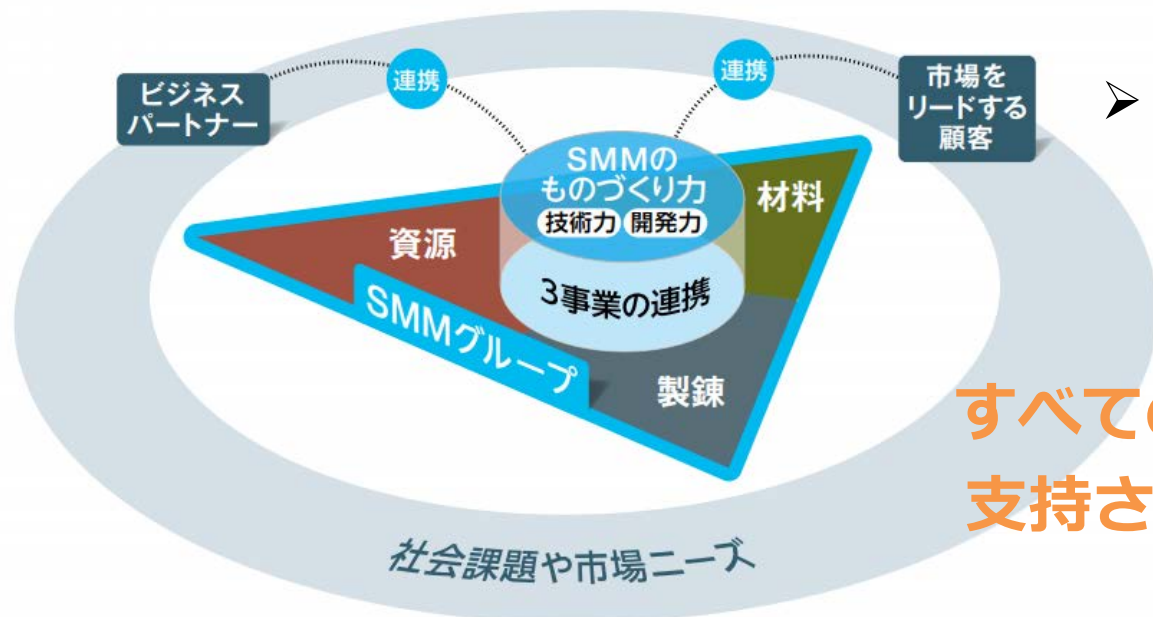 ビジネス
パートナー
連携
連携
市場を
リードする
顧客
SMMの
ものづくり力
技術力 開発力
3事業の連携
資源
材料
製錬
SMMグループ
すべて
支持さ
社会課題や市場ニーズ